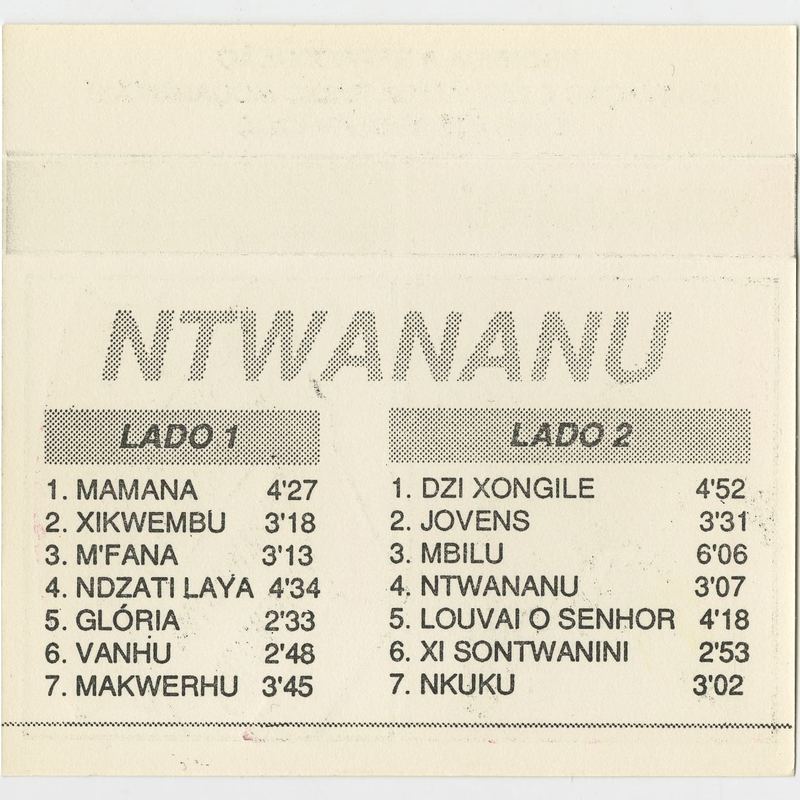 NTWANANU
LADO 1
1. MAMANA 4'27
2. XIKWEMBU 3'18
3. M'FANA 3'13
4. NDZATI LAYA 4'34
5. GLÓRIA 2'33
6. VANHU 2'48
7. MAKWERHU 3'45
LADO 2
1. DZI XONGILE 4'52
2. JOVENS 3'31
3. MBILU 6'06
4. NTWANANU 3'07
5. LOUVAI O SENHOR 4'18
6. XI SONTWANINI 2'53
7. NKUKU 3'02